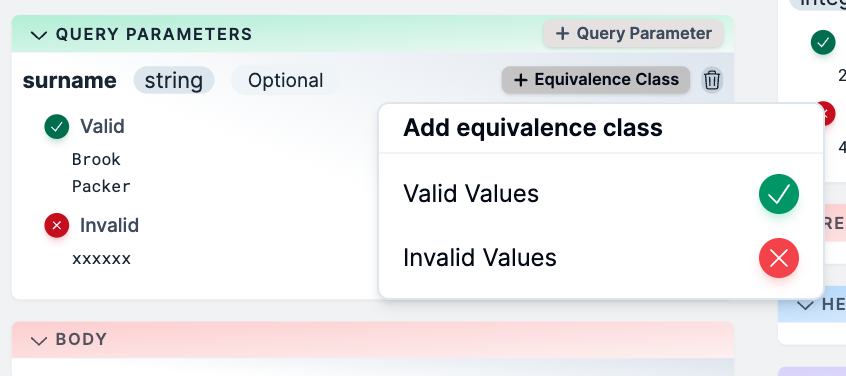 QUERY PARAMETERS
+ Query Parameter
surname string Optional
+ Equivalence Class
Valid
Brook
Packer
Invalid
xxxxxx
Add equivalence class
Valid Values
Invalid Values
BODY
2
4
RE
HE